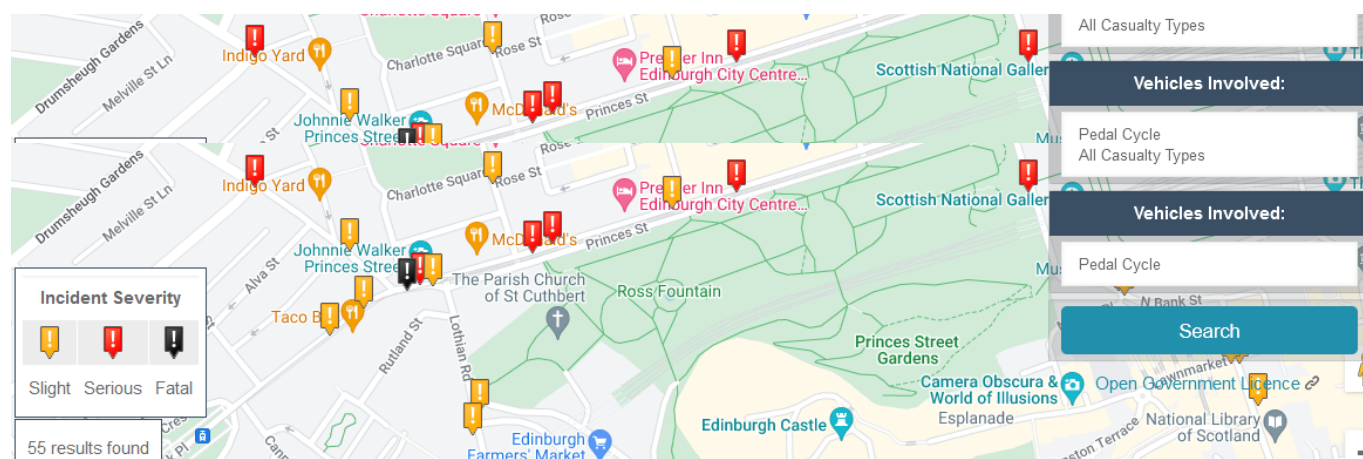 Charlotte Square
Rose
All Casualty Types
Drumsheugh Gardens
Melville St Ln
Indigo Yard
Charlotte Square
Rose St
Premier Inn
Edinburgh City Centre...
Scottish National Galler
Vehicles Involved:
McDonald's
Princes St
Johnnie Walker
Princes Street
St
Pedal Cycle
All Casualty Types
Charlotte Square
Rose
Drumsheugh Gardens
Melville St Ln
Indigo Yard
Charlotte Square
Rose St
Premier Inn
Edinburgh City Centre...
Scottish National Galler
Vehicles Involved:
McDonald's
Princes St
Johnnie Walker
Princes Stree
Alva St
The Parish Church
of St Cuthbert
Ross Fountain
Mus
Pedal Cycle
Incident Severity
Slight Serious Fatal
Taco B
Rutland St
Lothian Rd
N Bank St
Search
Princes Street
Gardens
Lawnmarket
Camera Obscura &
World of Illusions
Open Government Licence
Edinburgh Castle
Esplanade
National Library
of Scotland
Edinburgh
Farmers' Market
55 results found